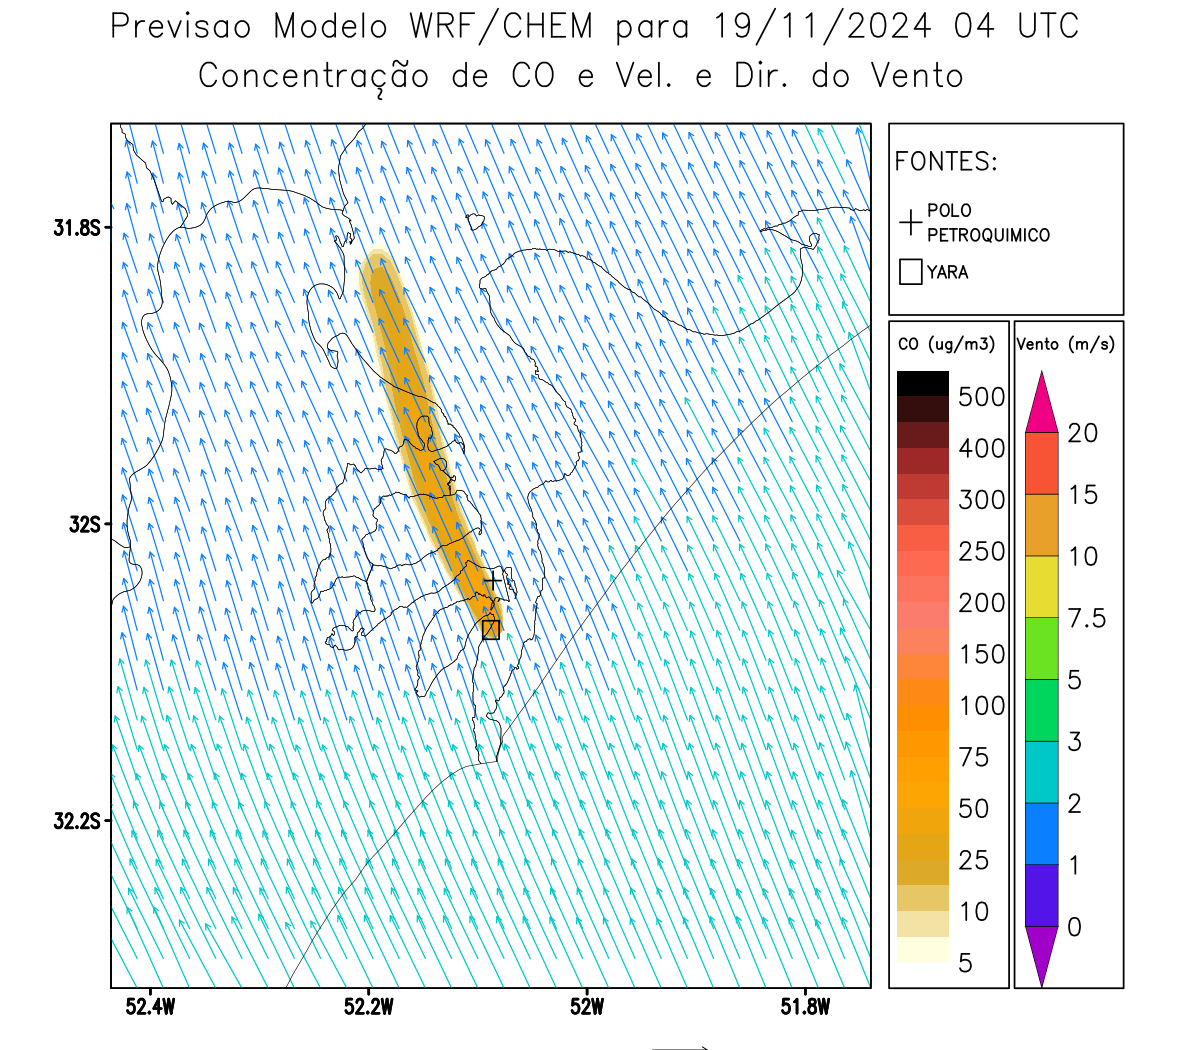 Previsao Modelo WRF/CHEM para 19/11/2024 04 UTC
Concentração de CO e Vel. e Dir. do Vento
FONTES:
POLO
PETROQUIMICO
YARA
CO (ug/m3)
500
400
300
250
200
150
100
75
50
25
10
5
Vento (m/s)
20
15
10
7.5
5
3
2
1
0
31.8S
32S
32.2S
52.4W
52.2W
52W
51.8W